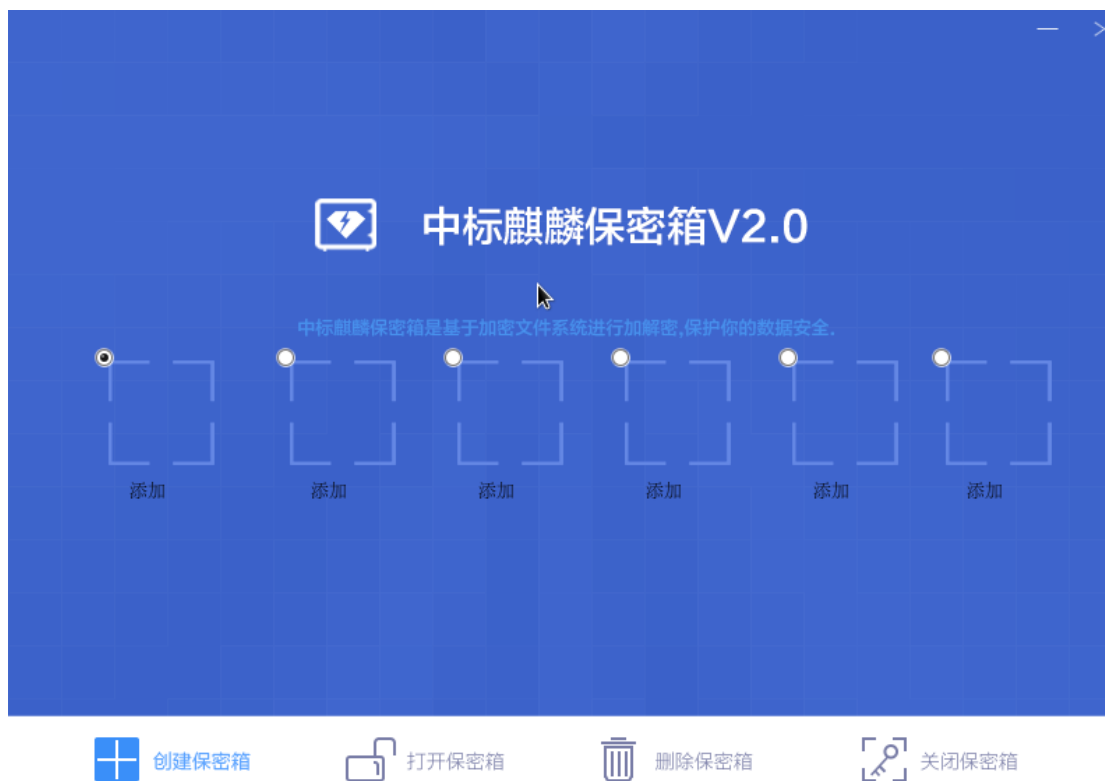 中标麒麟保密箱V2.0
中标麒麟保密箱是基于加密文件系统进行加解密,保护你的数据安全.
添加 添加 添加 添加 添加 添加
创建保密箱 打开保密箱 删除保密箱 关闭保密箱